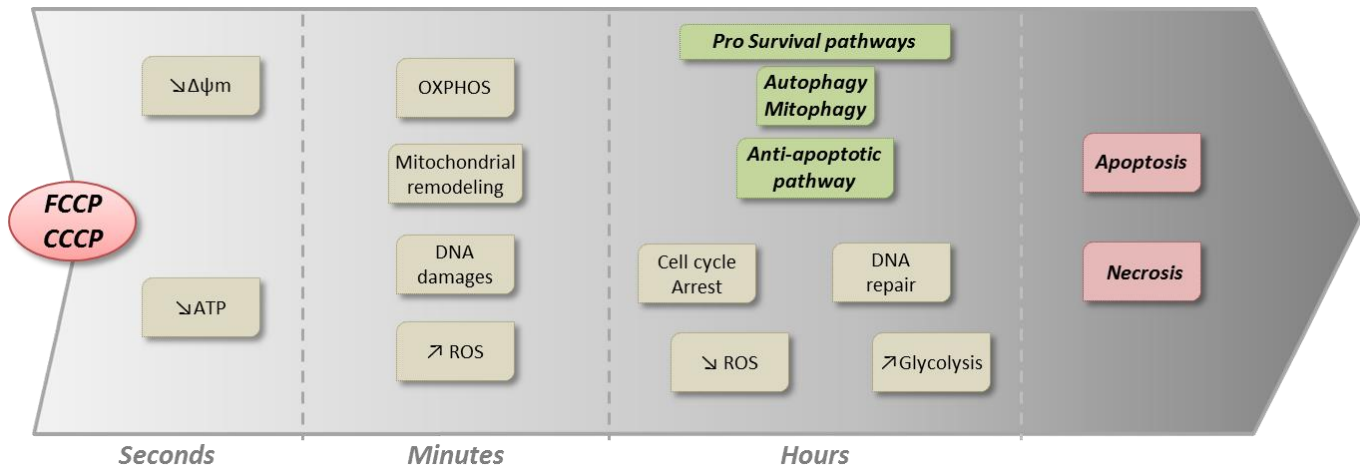 FCCP
CCCP
↘Δψm
↘ATP
OXPHOS
Mitochondrial
remodeling
DNA
damages
↗ ROS
Pro Survival pathways
Autophagy
Mitophagy
Anti-apoptotic
pathway
Cell cycle
Arrest
DNA
repair
↘ ROS
↗Glycolysis
Apoptosis
Necrosis
Seconds
Minutes
Hours